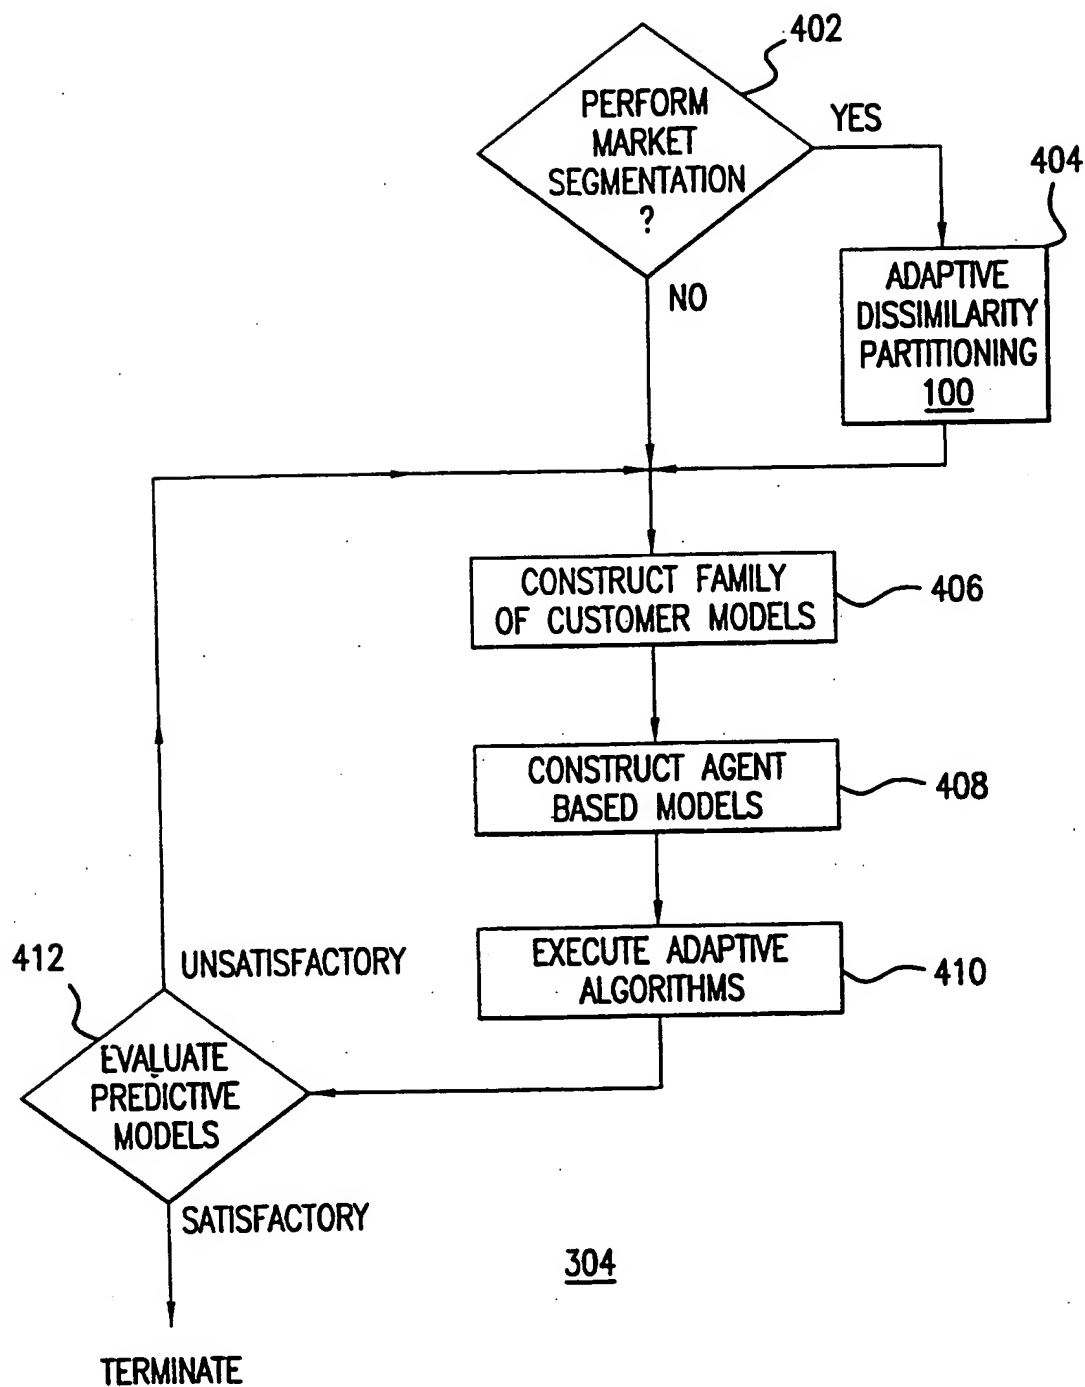 402
PERFORM
MARKET
SEGMENTATION
?
YES
404
ADAPTIVE
DISSIMILARITY
PARTITIONING
100
NO
CONSTRUCT FAMILY
OF CUSTOMER MODELS
406
CONSTRUCT AGENT
BASED MODELS
408
EXECUTE ADAPTIVE
ALGORITHMS
410
412
UNSATISFACTORY
EVALUATE
PREDICTIVE
MODELS
SATISFACTORY
304
TERMINATE